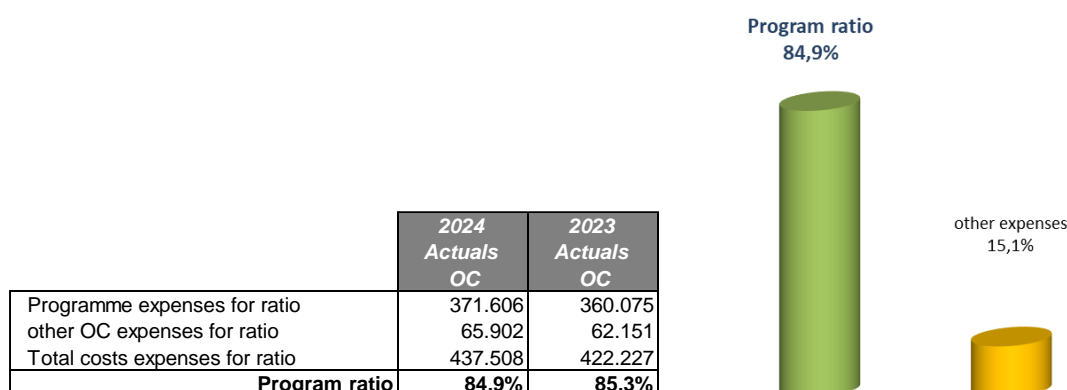 Program ratio
84,9%
other expenses
15,1%
2024 2023
Actuals Actuals
OC OC
Programme expenses for ratio 371.606 360.075
other OC expenses for ratio 65.902 62.151
Total costs expenses for ratio 437.508 422.227
Program ratio 84,9% 85,3%